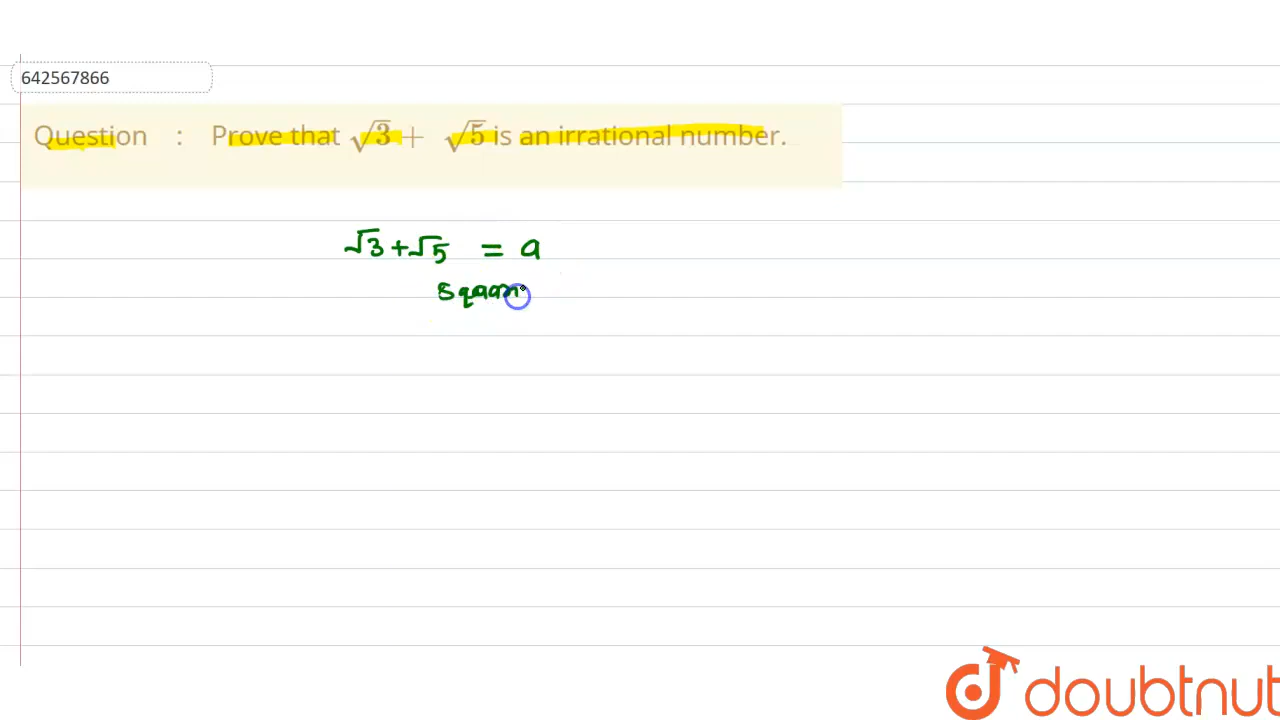 642567866
Question : Prove that √3 + √5 is an irrational number.
√3 + √5 = a
doubtnut